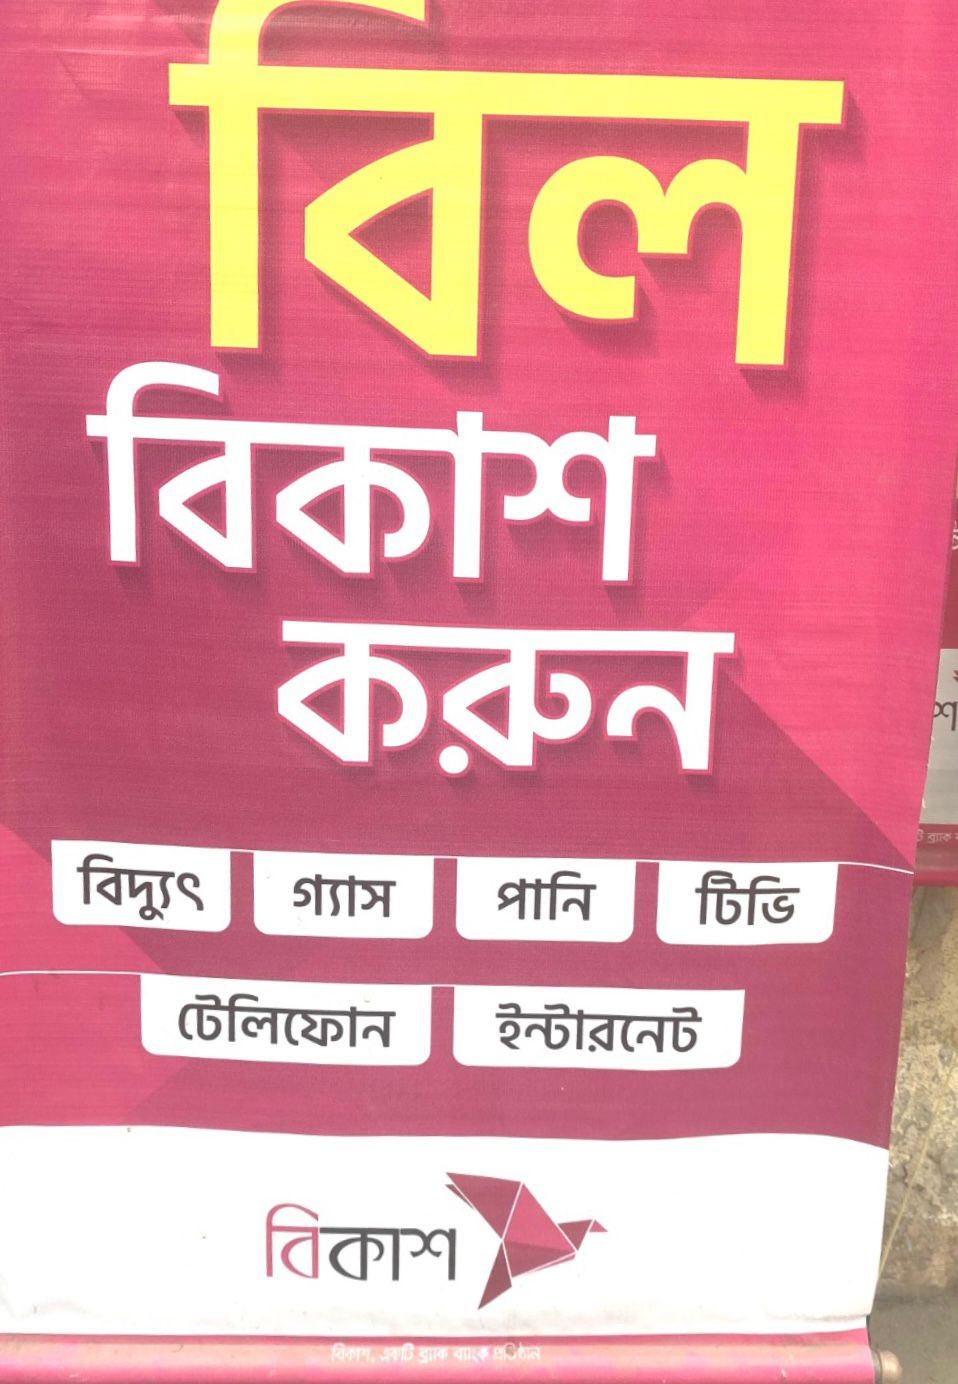 বিল
বিকাশ
করুন
বিদ্যুৎ গ্যাস পানি টিভি
টেলিফোন ইন্টারনেট
বিকাশ
বিকাশ, একটি ব্র্যাক ব্যাংক প্রতিষ্ঠান